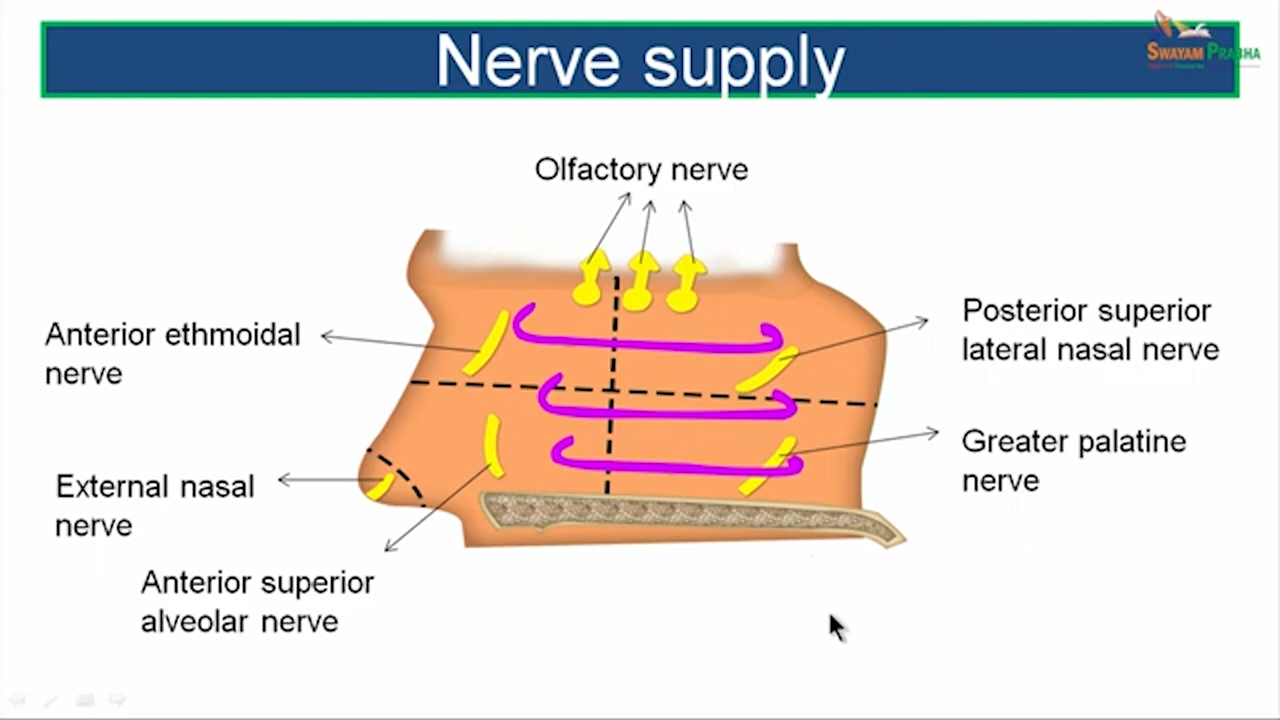 Nerve supply
SWAYAM PRABHA
Olfactory nerve
Anterior ethmoidal
nerve
Posterior superior
lateral nasal nerve
Greater palatine
nerve
External nasal
nerve
Anterior superior
alveolar nerve